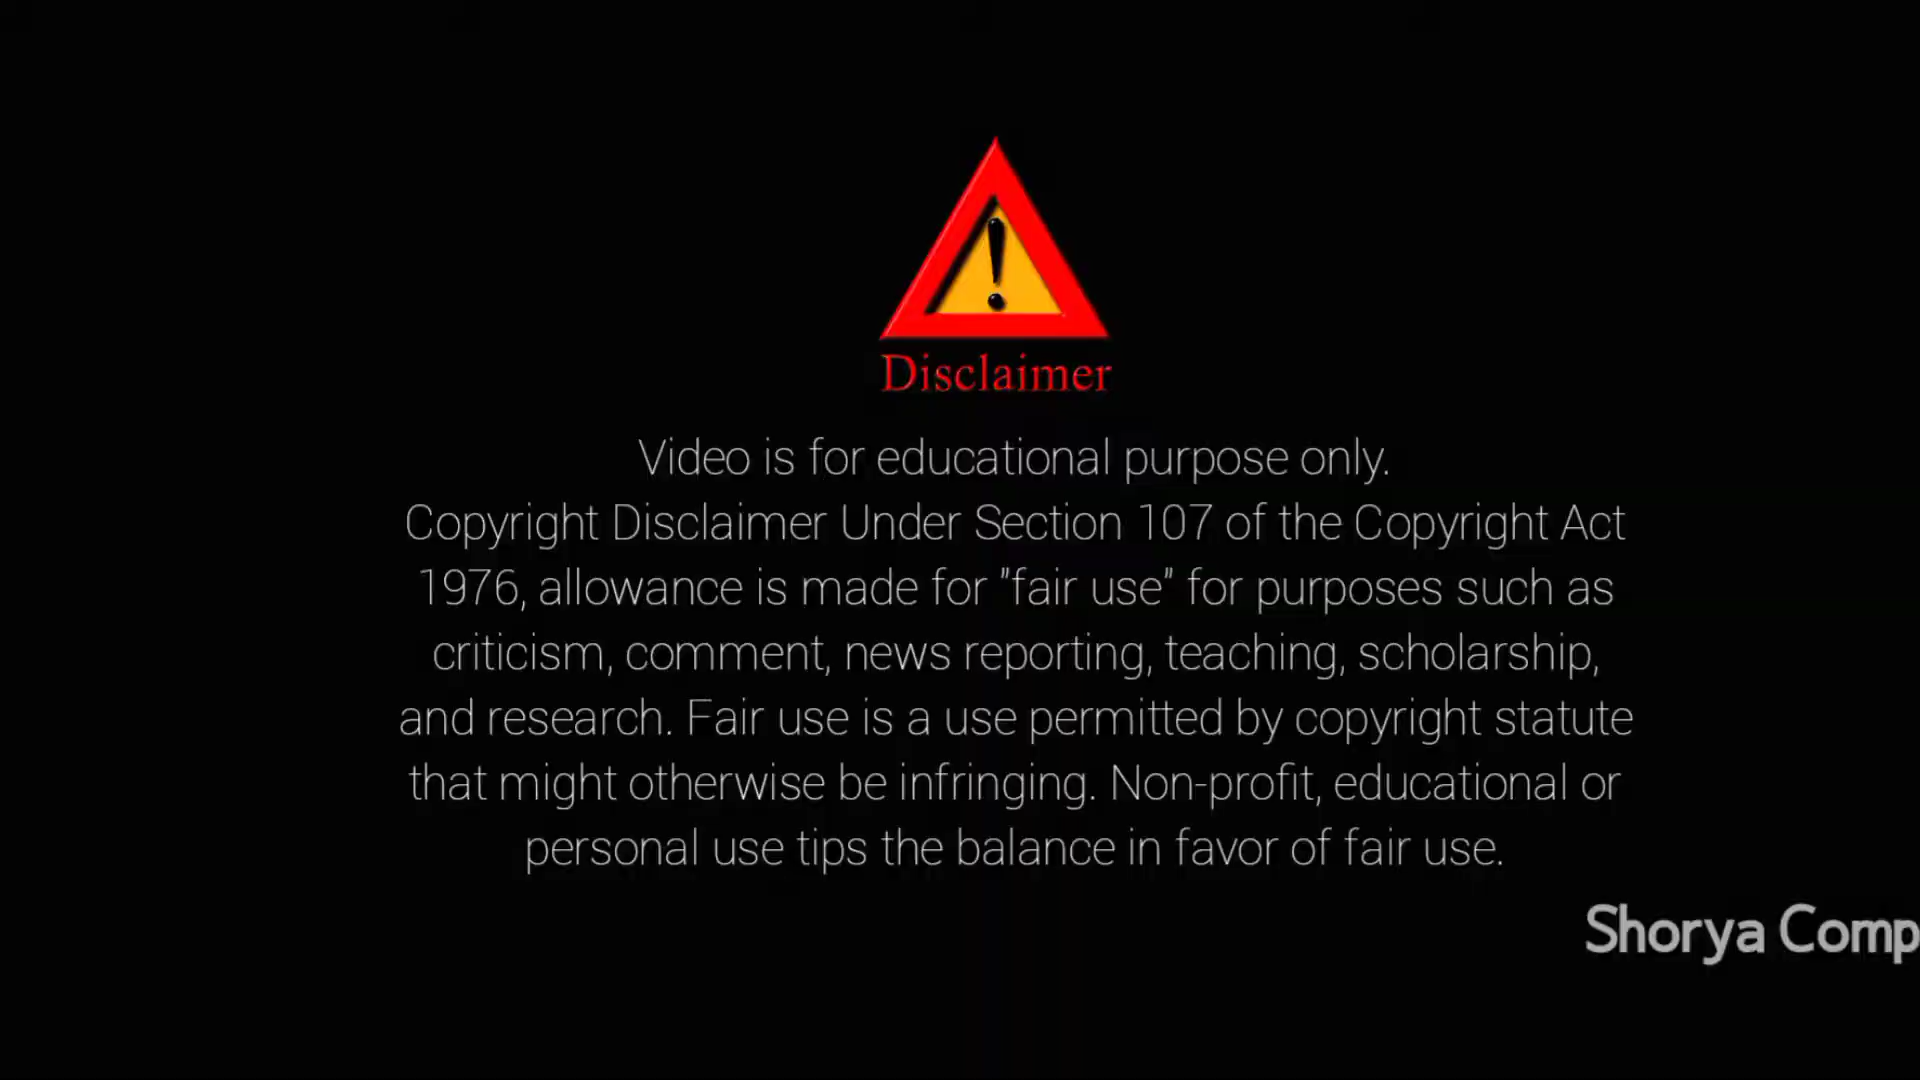 Disclaimer
Video is for educational purpose only.
Copyright Disclaimer Under Section 107 of the Copyright Act
1976, allowance is made for "fair use" for purposes such as
criticism, comment, news reporting, teaching, scholarship,
and research. Fair use is a use permitted by copyright statute
that might otherwise be infringing. Non-profit, educational or
personal use tips the balance in favor of fair use.
Shorya Comp